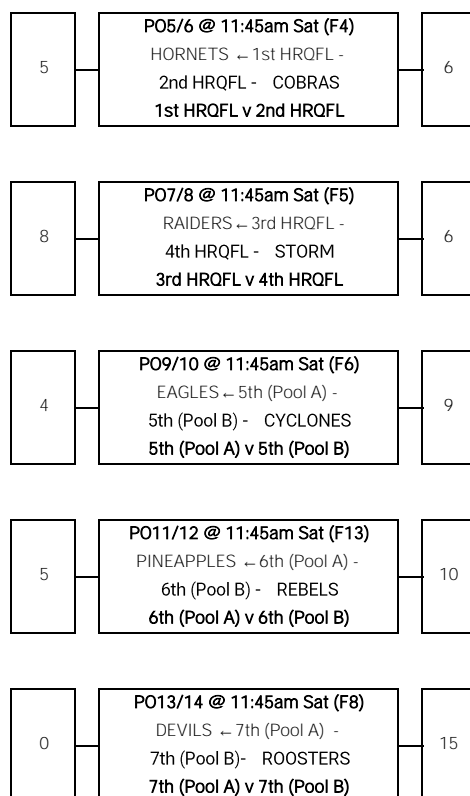 PO5/6 @ 11:45am Sat (F4)
HORNETS ←1st HRQFL -
5
2nd HRQFL - COBRAS
6
1st HRQFL v 2nd HRQFL
PO7/8 @ 11:45am Sat (F5)
RAIDERS←3rd HRQFL -
8
4th HRQFL - STORM
6
3rd HRQFL v 4th HRQFL
PO9/10 @ 11:45am Sat (F6)
EAGLES←5th (Pool A) -
4
5th (Pool B) - CYCLONES
9
5th (Pool A) v 5th (Pool B)
PO11/12 @ 11:45am Sat (F13)
PINEAPPLES ←6th (Pool A) -
5
6th (Pool B) - REBELS
10
6th (Pool A) v 6th (Pool B)
PO13/14 @ 11:45am Sat (F8)
DEVILS ←7th (Pool A) -
0
7th (Pool B)- ROOSTERS
15
7th (Pool A) v 7th (Pool B)